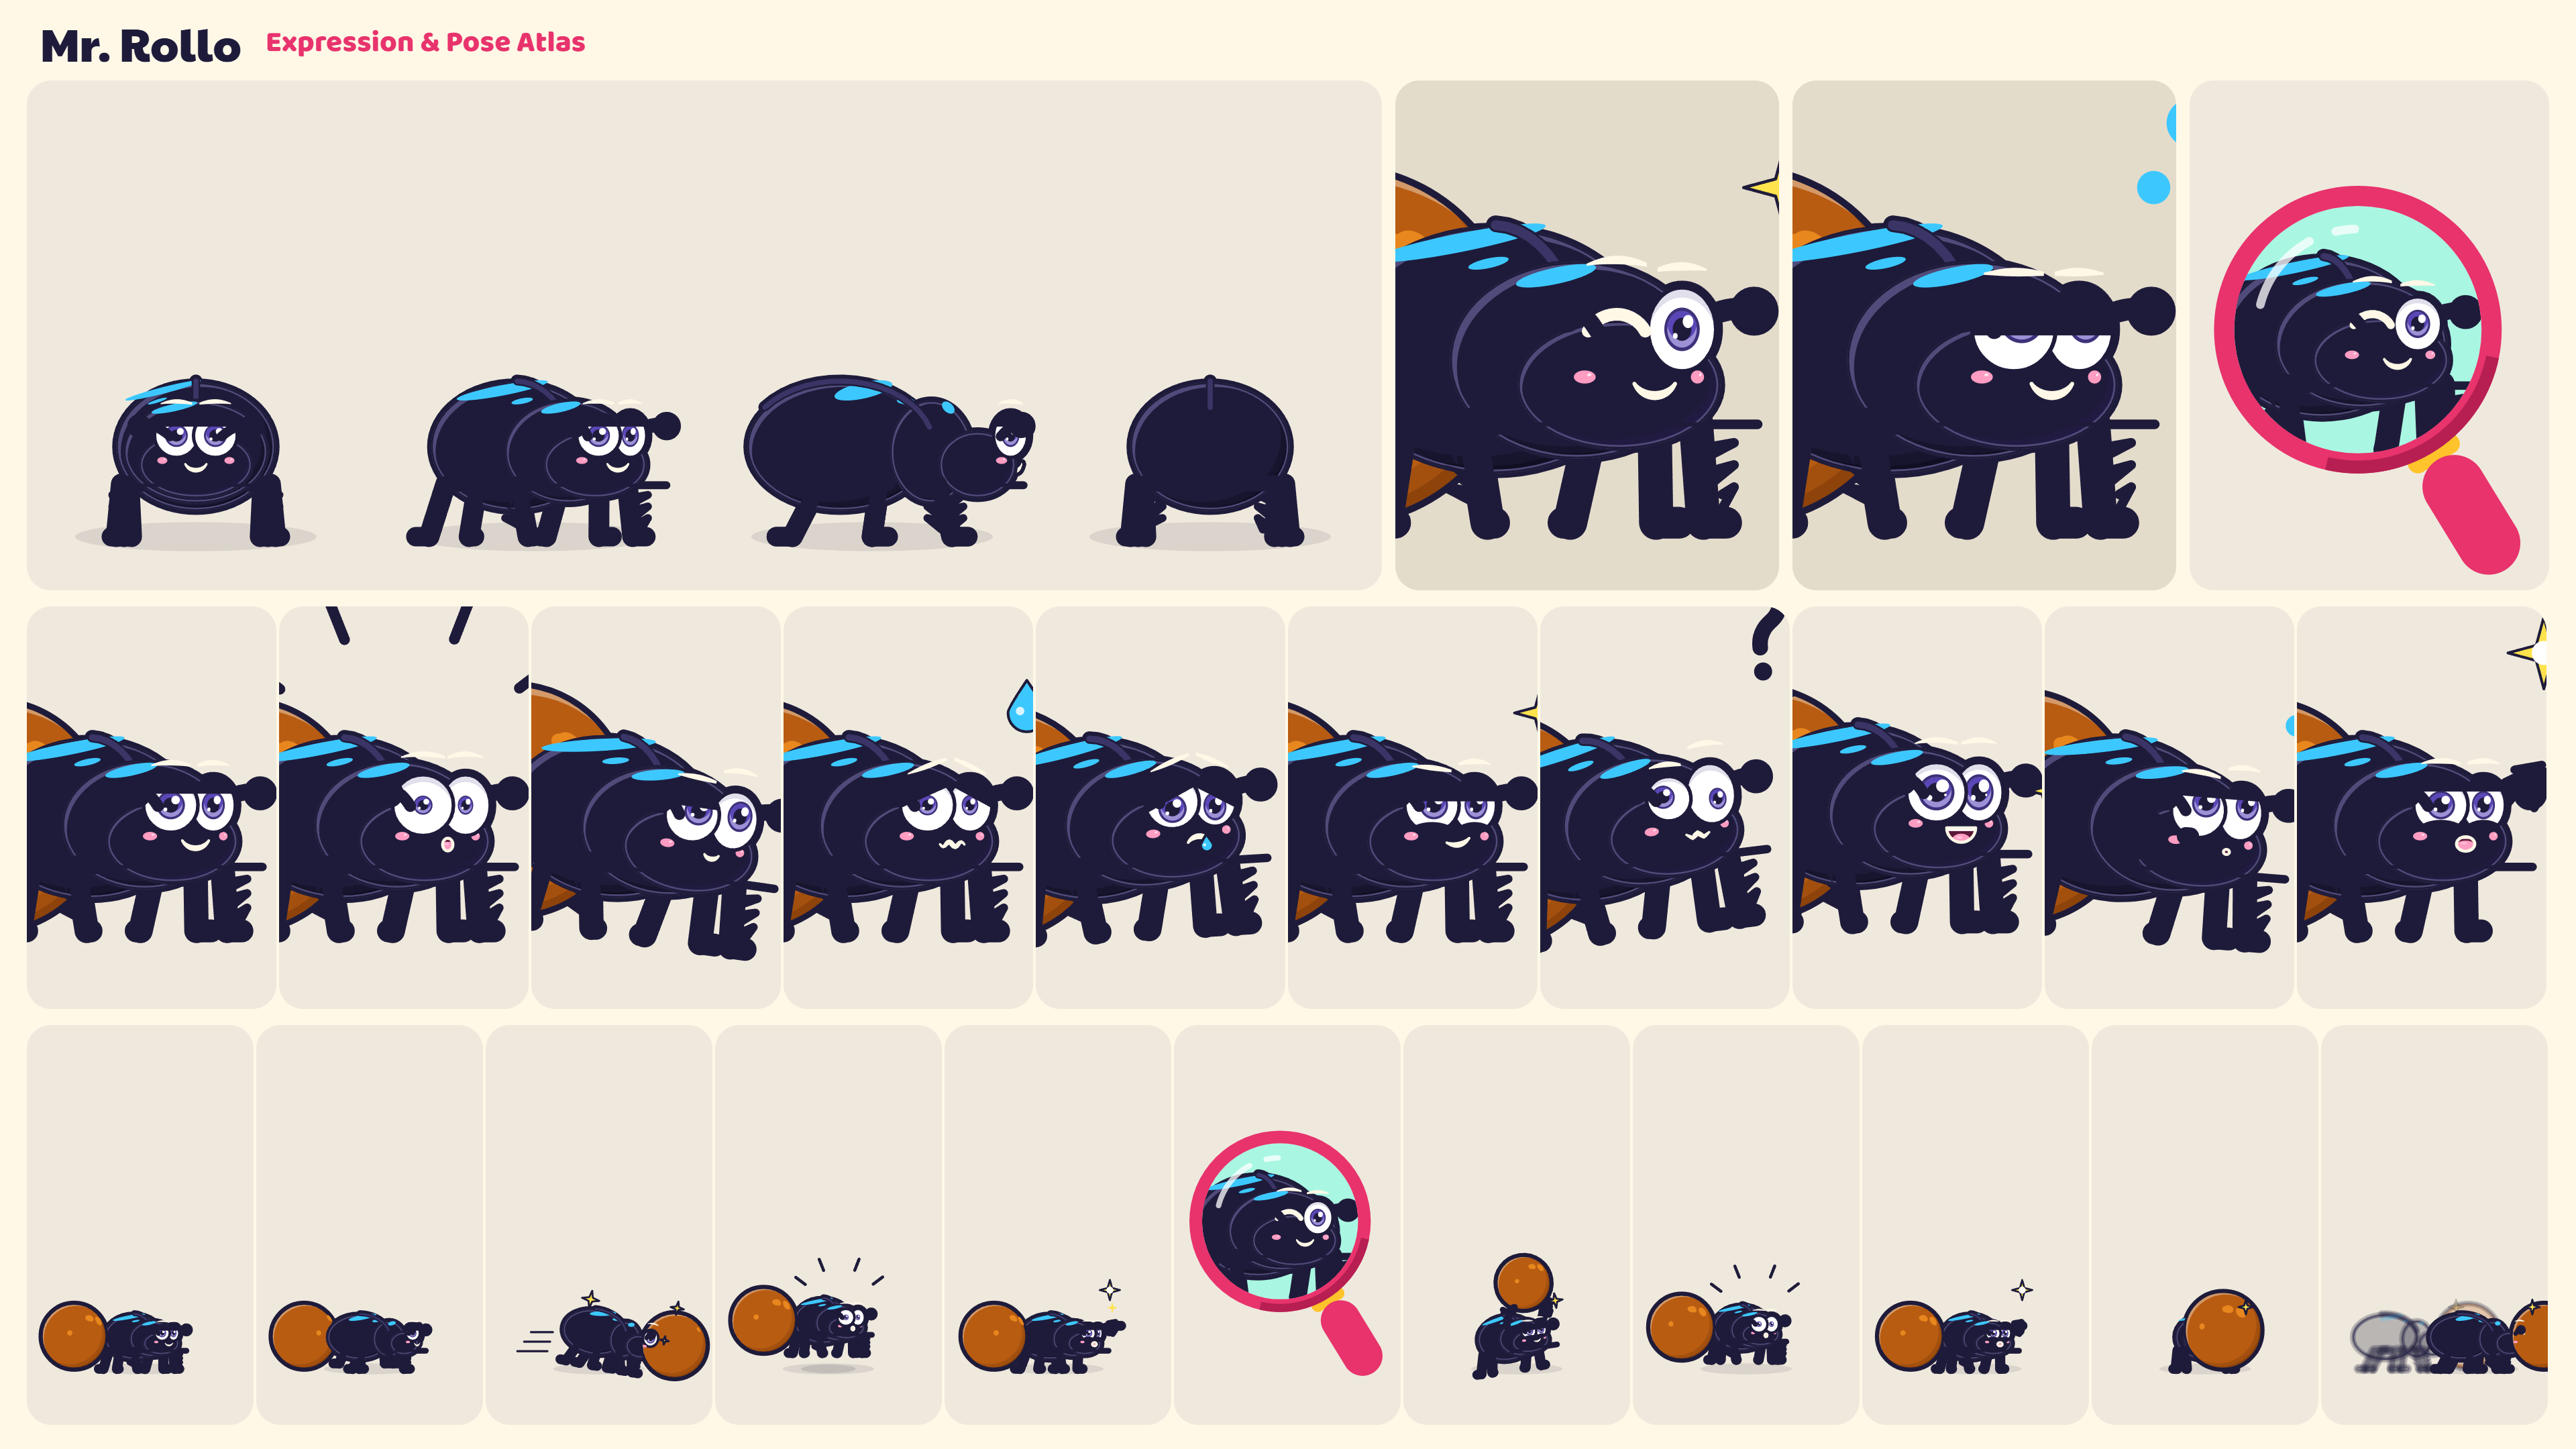 Mr. Rollo
Expression & Pose Atlas
?